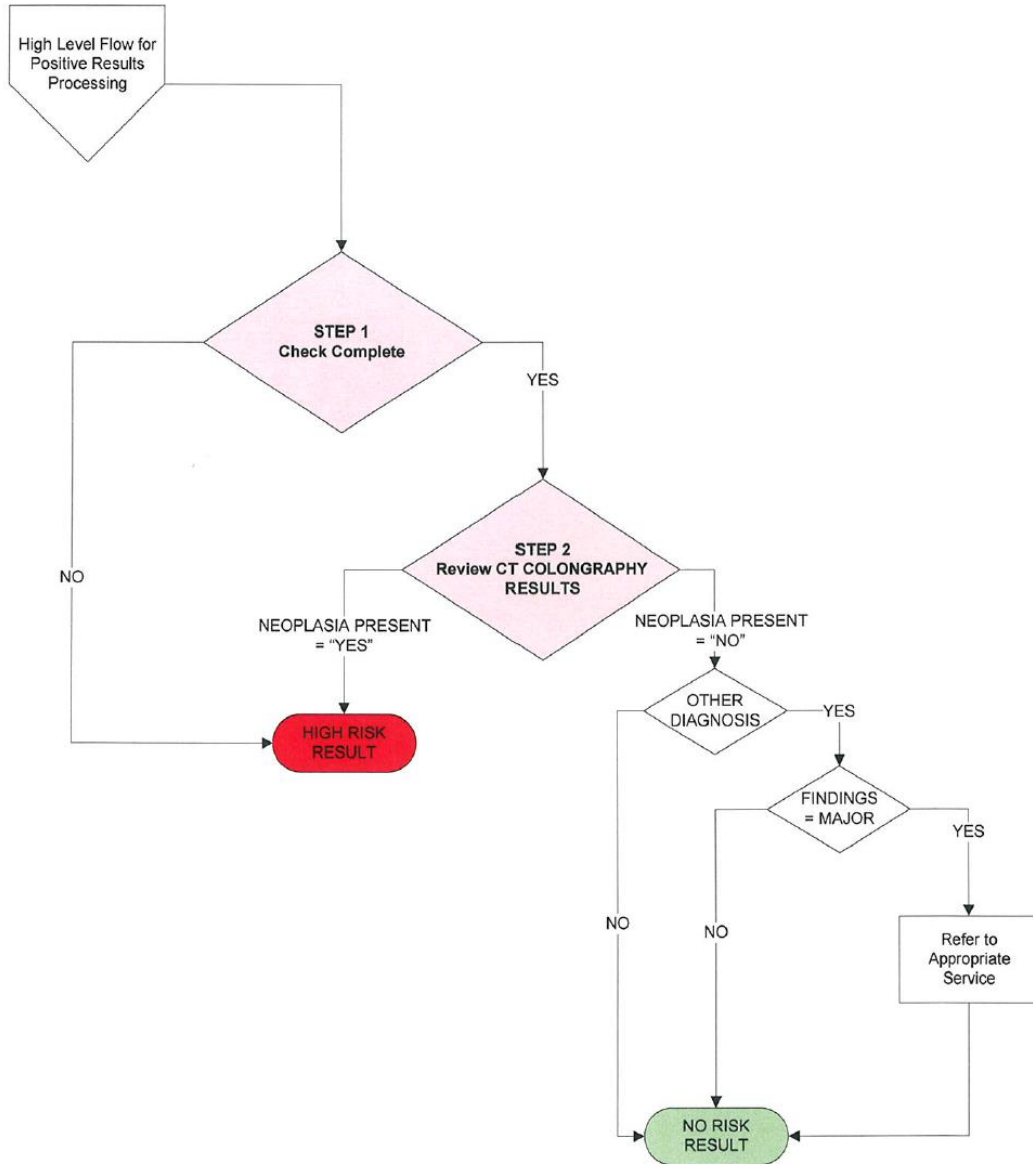 High Level Flow for
Positive Results
Processing
STEP 1
Check Complete
YES
NO
STEP 2
Review CT COLONGRAPHY
RESULTS
NEOPLASIA PRESENT
= “YES”
NEOPLASIA PRESENT
= “NO”
HIGH RISK
RESULT
OTHER
DIAGNOSIS
YES
FINDINGS
= MAJOR
YES
NO
NO
Refer to
Appropriate
Service
NO RISK
RESULT